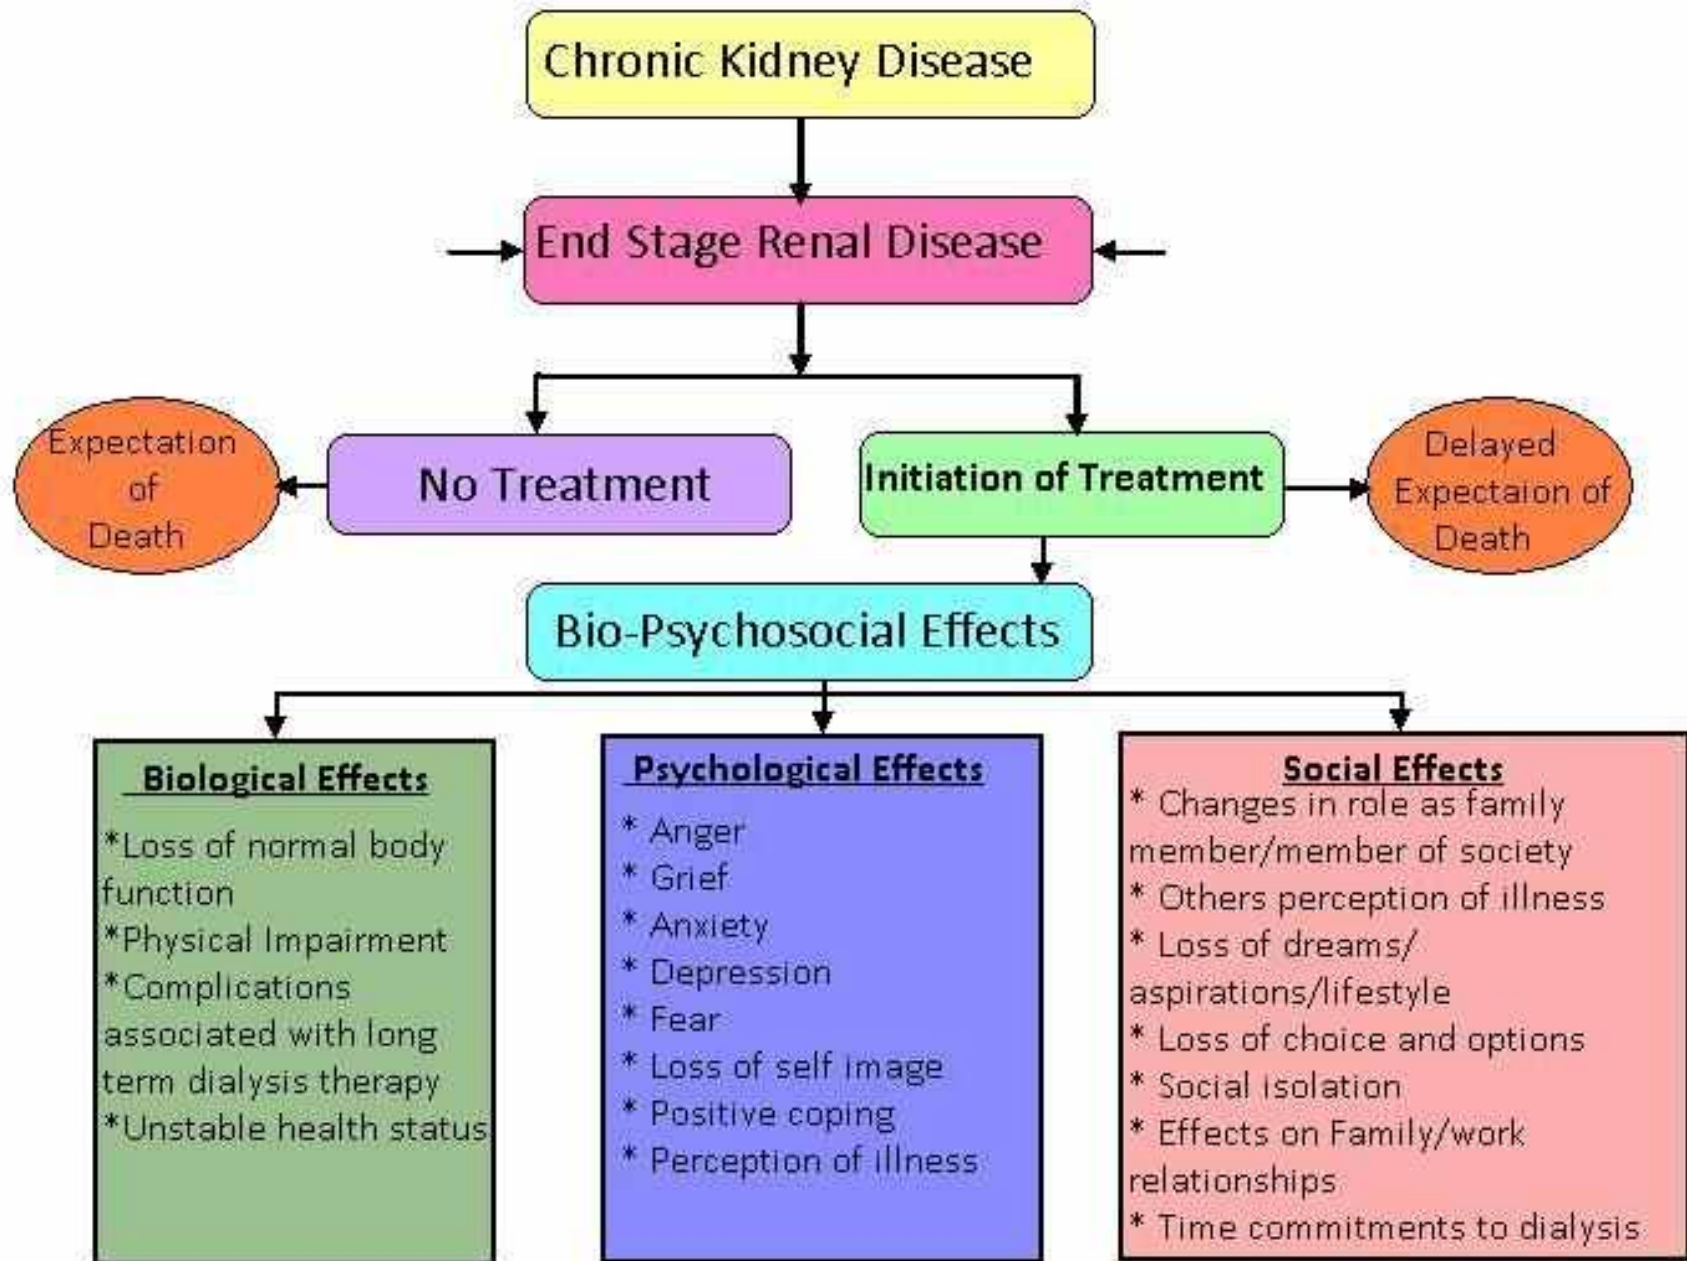 Chronic Kidney Disease
End Stage Renal Disease
Expectation
of
Death
No Treatment
Initiation of Treatment
Delayed
Expectaion of
Death
Bio-Psychosocial Effects
Biological Effects
*Loss of normal body
function
*Physical Impairment
*Complications
associated with long
term dialysis therapy
*Unstable health status
Psychological Effects
* Anger
* Grief
* Anxiety
* Depression
* Fear
* Loss of self image
* Positive coping
* Perception of illness
Social Effects
* Changes in role as family
member/member of society
* Others perception of illness
* Loss of dreams/
aspirations/lifestyle
* Loss of choice and options
* Social isolation
* Effects on Family/work
relationships
* Time commitments to dialysis